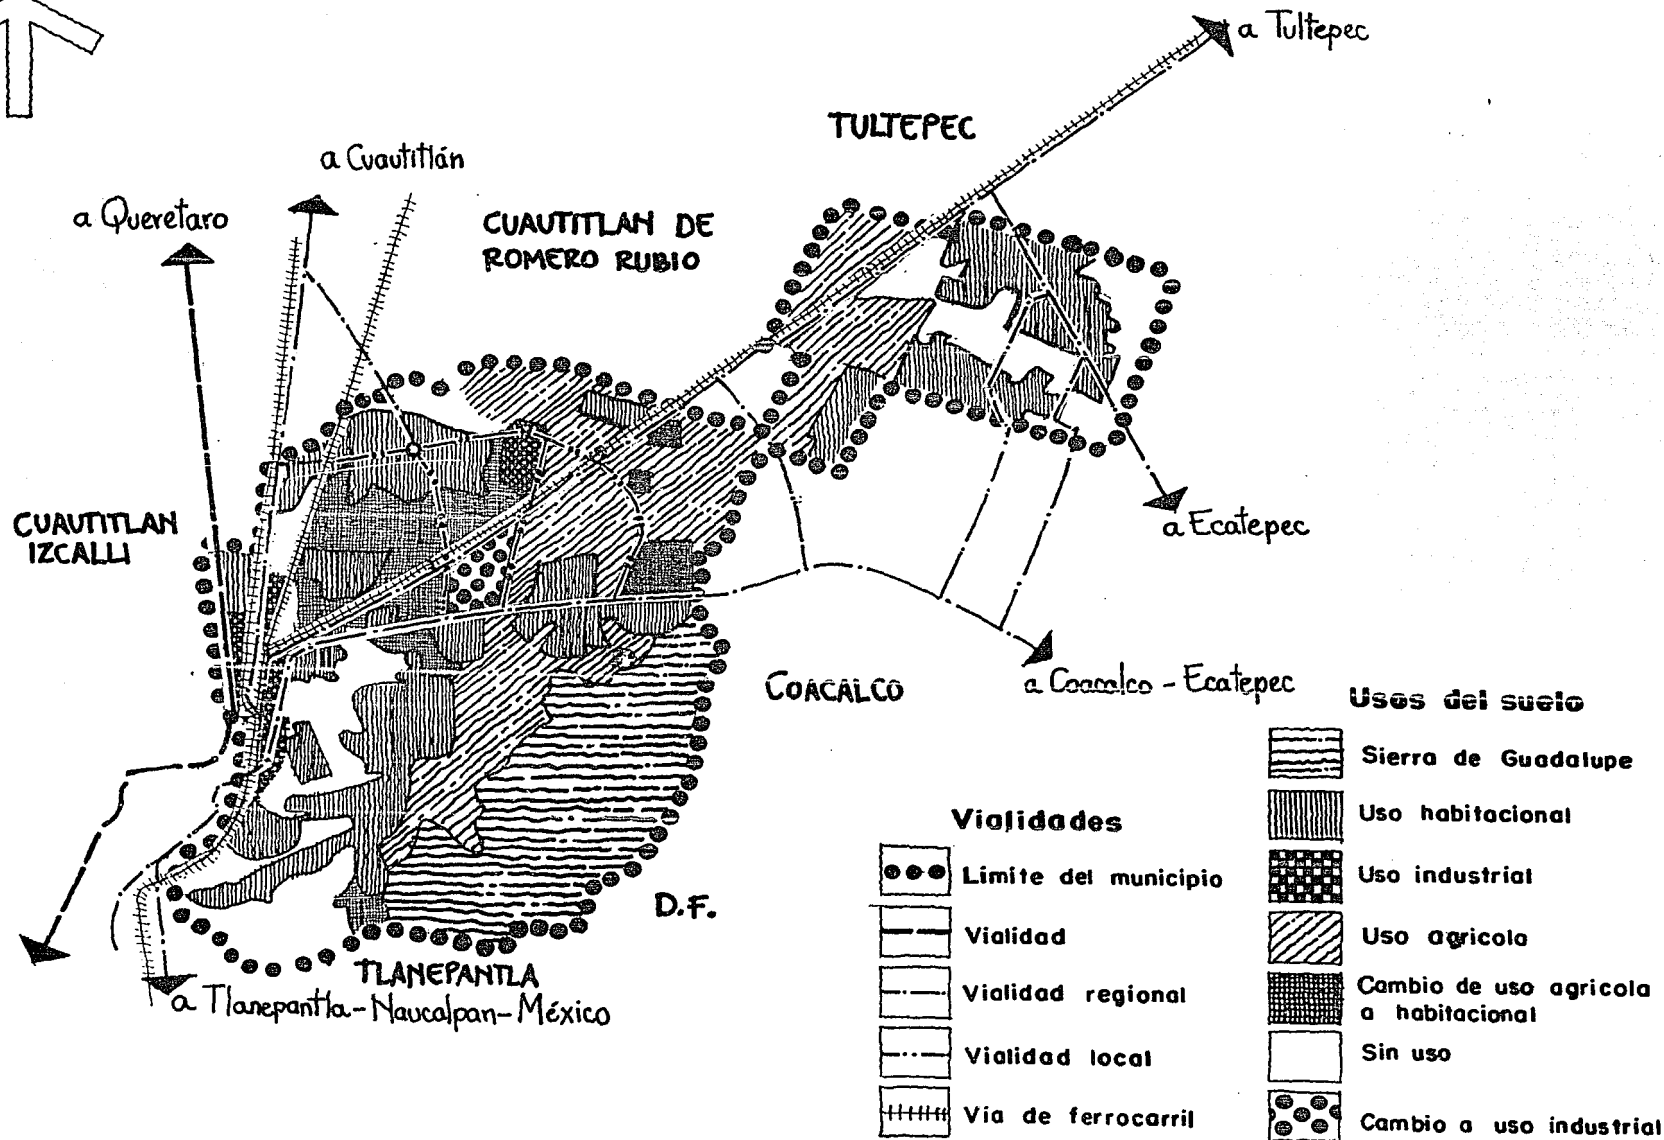 a Tultepec
TULTEPEC
a Cuautitlán
a Queretaro
CUAUTITLAN DE
ROMERO RUBIO
CUAUTITLAN
IZCALLI
a Ecatepec
COACALCO
a Coacalco - Ecatepec
D.F.
TLANEPANTLA
a Tlanepantla-Naucalpan-México
Vialidades
Limite del municipio
Vialidad
Vialidad regional
Vialidad local
Via de ferrocarril
Usos del suelo
Sierra de Guadalupe
Uso habitacional
Uso industrial
Uso agricola
Cambio de uso agricola
a habitacional
Sin uso
Cambio a uso industrial